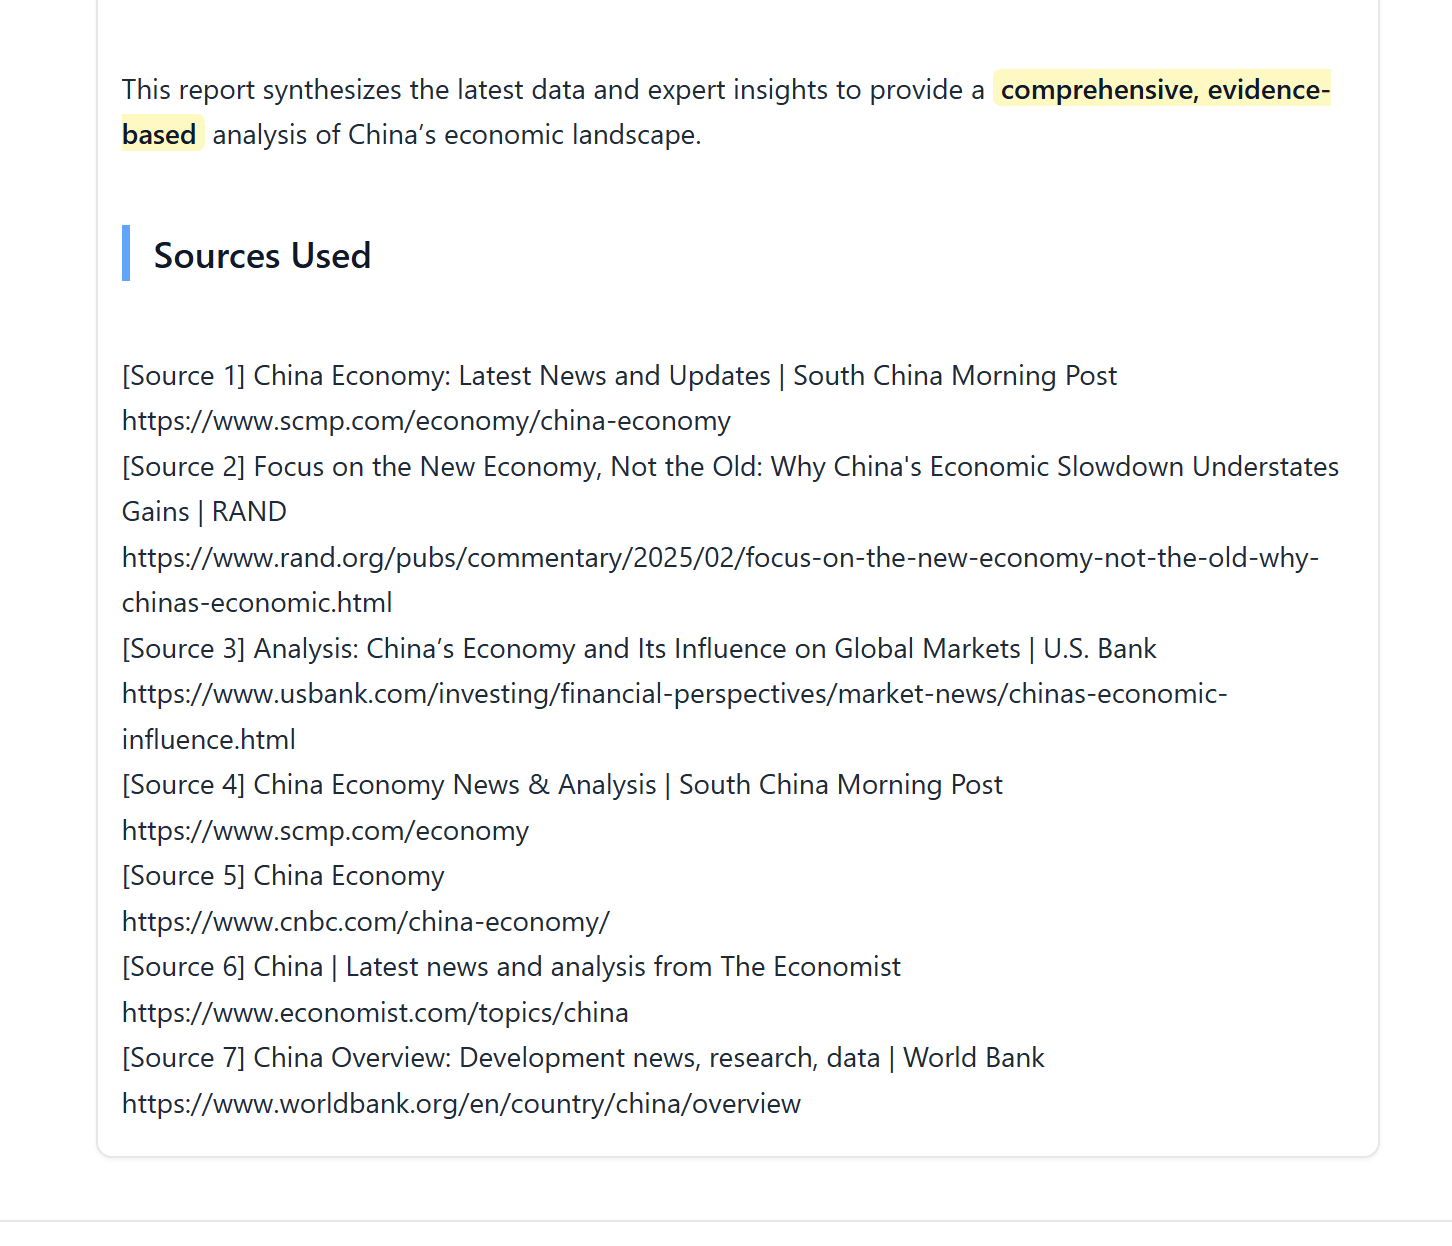 This report synthesizes the latest data and expert insights to provide a comprehensive, evidence-
based analysis of China’s economic landscape.
Sources Used
[Source 1] China Economy: Latest News and Updates | South China Morning Post
https://www.scmp.com/economy/china-economy
[Source 2] Focus on the New Economy, Not the Old: Why China's Economic Slowdown Understates
Gains | RAND
https://www.rand.org/pubs/commentary/2025/02/focus-on-the-new-economy-not-the-old-why-
chinas-economic.html
[Source 3] Analysis: China’s Economy and Its Influence on Global Markets | U.S. Bank
https://www.usbank.com/investing/financial-perspectives/market-news/chinas-economic-
influence.html
[Source 4] China Economy News & Analysis | South China Morning Post
https://www.scmp.com/economy
[Source 5] China Economy
https://www.cnbc.com/china-economy/
[Source 6] China | Latest news and analysis from The Economist
https://www.economist.com/topics/china
[Source 7] China Overview: Development news, research, data | World Bank
https://www.worldbank.org/en/country/china/overview